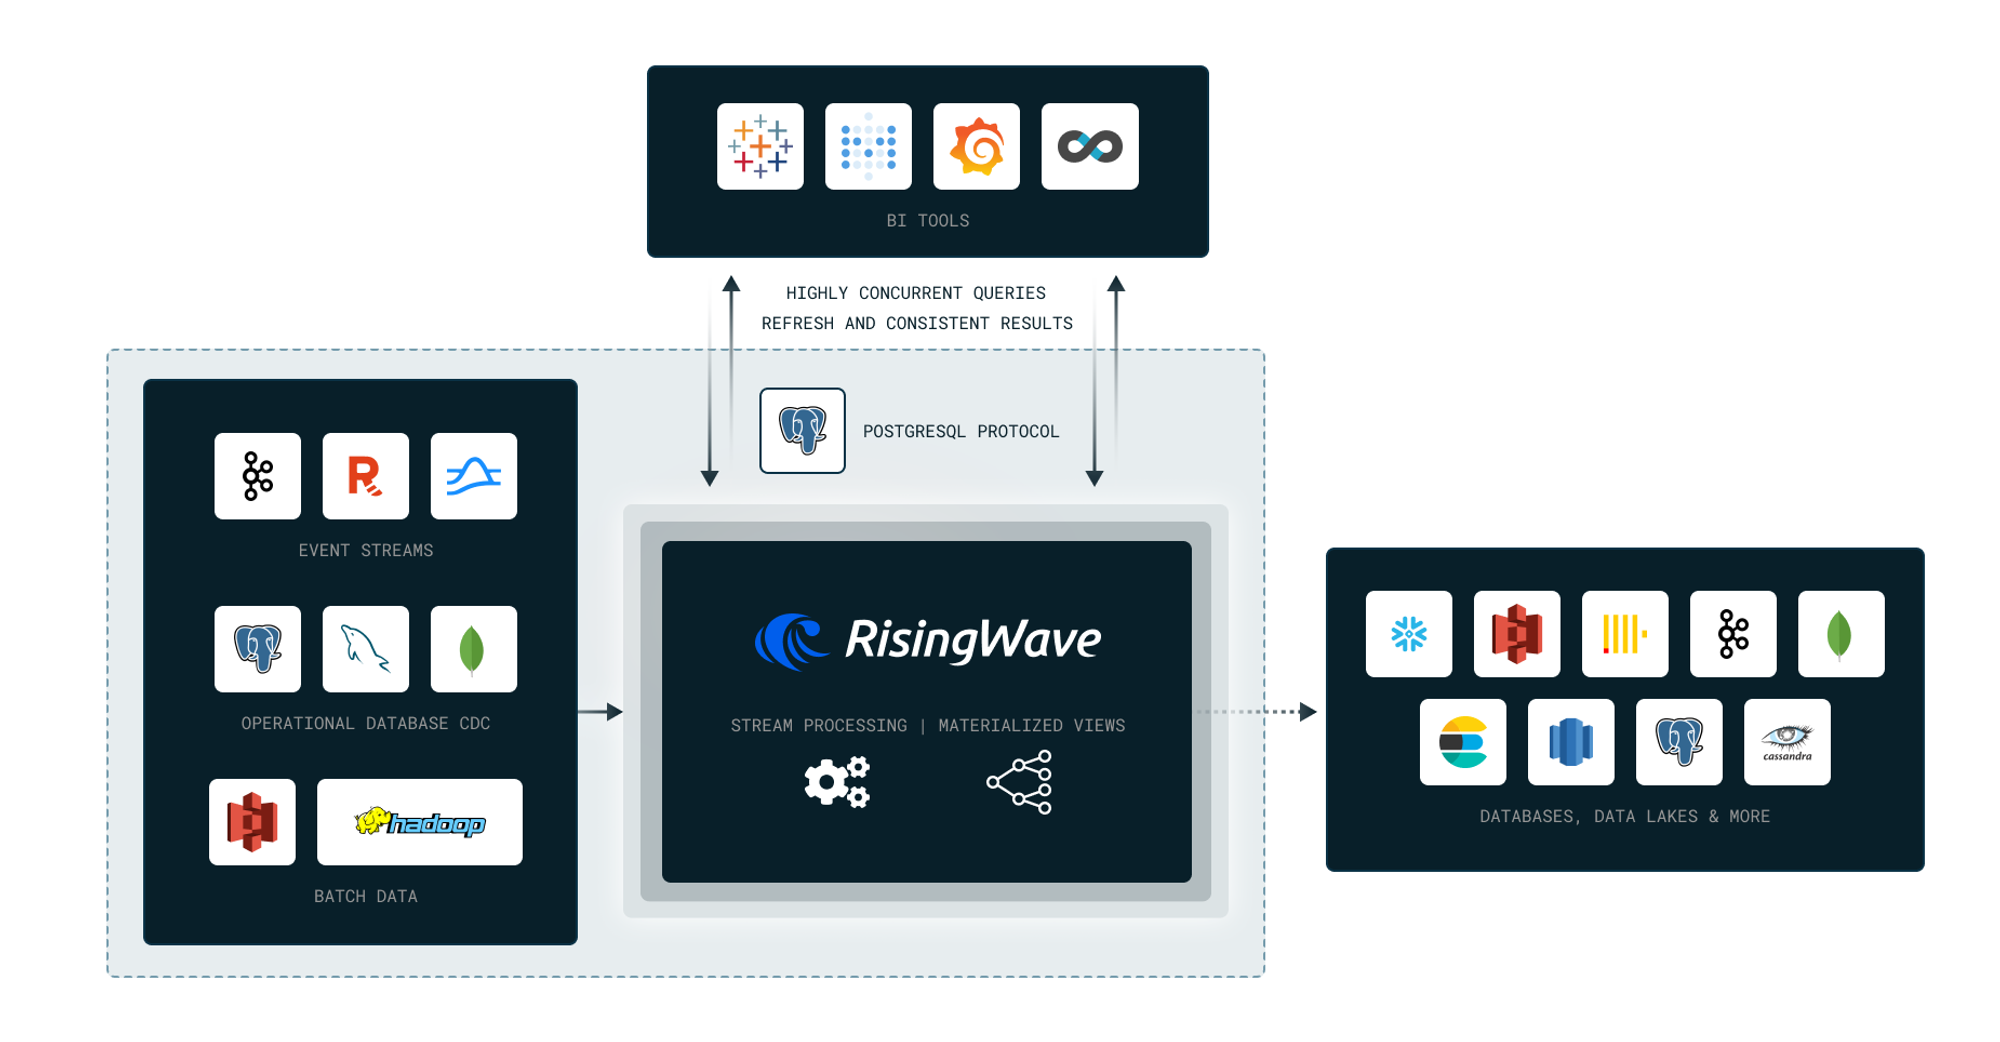 BI TOOLS
HIGHLY CONCURRENT QUERIES
REFRESH AND CONSISTENT RESULTS
POSTGRESQL PROTOCOL
R
EVENT STREAMS
OPERATIONAL DATABASE CDC
hadoop
BATCH DATA
RisingWave
STREAM PROCESSING | MATERIALIZED VIEWS
cassandra
DATABASES, DATA LAKES & MORE